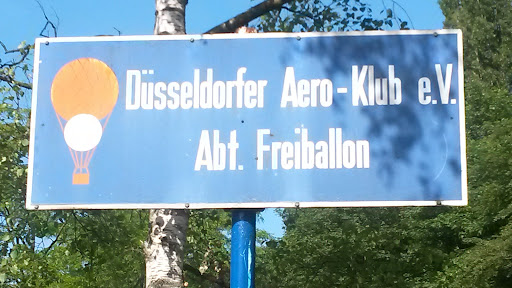 Düsseldorfer Aero-Klub e.V.
Abt. Freiballon